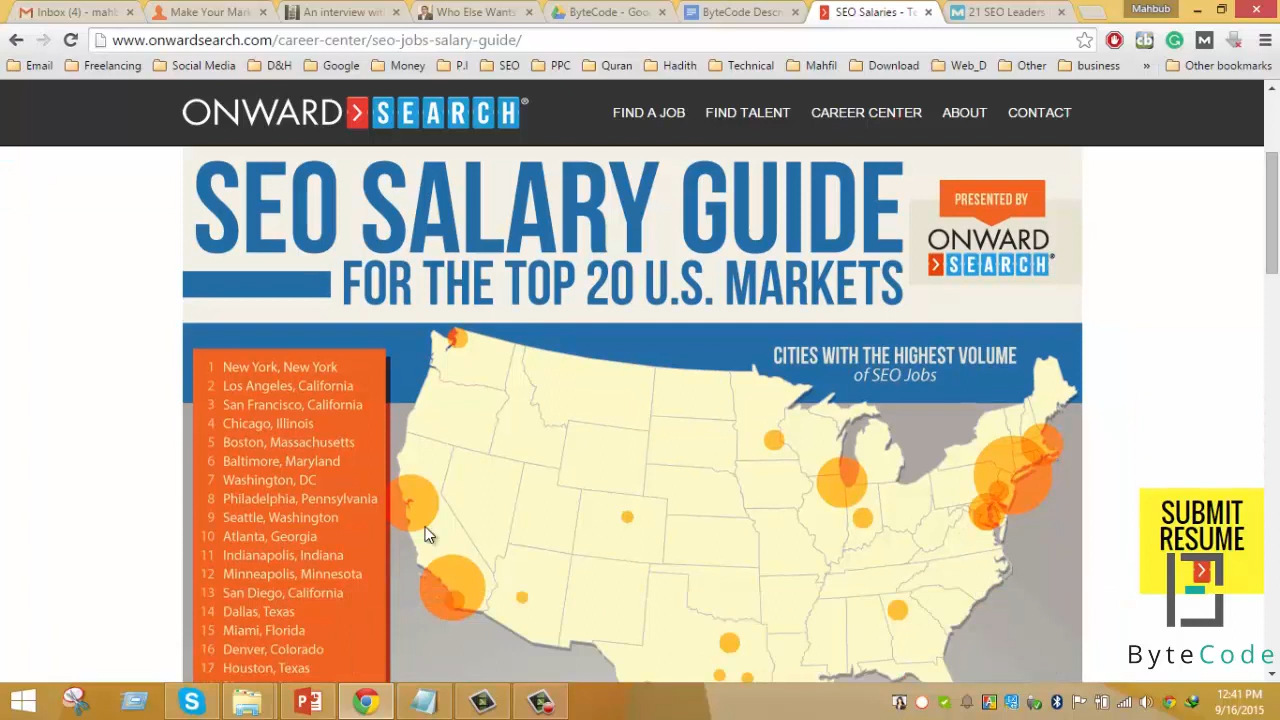 Inbox (4) - mahb
Make Your Mark
An interview with
Who Else Wants
ByteCode - Goo
ByteCode Descr
SEO Salaries - To
21 SEO Leaders
Mahbub
www.onwardsearch.com/career-center/seo-jobs-salary-guide/
Email
Freelancing
Social Media
D&H
Google
Money
P.I
SEO
PPC
Quran
Hadith
Technical
Mahfil
Download
Web_D
Other
business
»
Other bookmarks
ONWARD > SEARCH®
FIND A JOB
FIND TALENT
CAREER CENTER
ABOUT
CONTACT
SEO SALARY GUIDE
FOR THE TOP 20 U.S. MARKETS
PRESENTED BY
ONWARD
> SEARCH®
CITIES WITH THE HIGHEST VOLUME
of SEO Jobs
1 New York, New York
2 Los Angeles, California
3 San Francisco, California
4 Chicago, Illinois
5 Boston, Massachusetts
6 Baltimore, Maryland
7 Washington, DC
8 Philadelphia, Pennsylvania
9 Seattle, Washington
10 Atlanta, Georgia
11 Indianapolis, Indiana
12 Minneapolis, Minnesota
13 San Diego, California
14 Dallas, Texas
15 Miami, Florida
16 Denver, Colorado
17 Houston, Texas
SUBMIT
RESUME
ByteCode
12:41 PM
9/16/2015